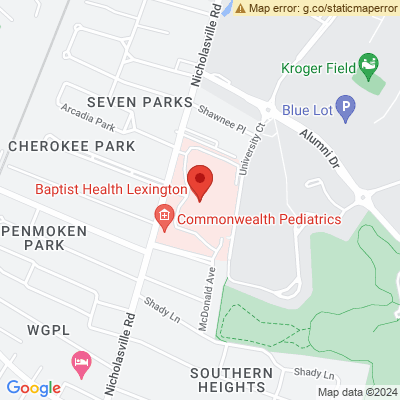 Map error: g.co/staticmaperror
Nicholasville Rd
Kroger Field
SEVEN PARKS
Arcadia Park
Shawnee Pl
Blue Lot
University Ct
Alumni Dr
CHEROKEE PARK
Baptist Health Lexington
Commonwealth Pediatrics
PENMOKEN
PARK
McDonald Ave
Shady Ln
WGPL
Nicholasville Rd
SOUTHERN
HEIGHTS
Shady Ln
Google
Map data ©2024